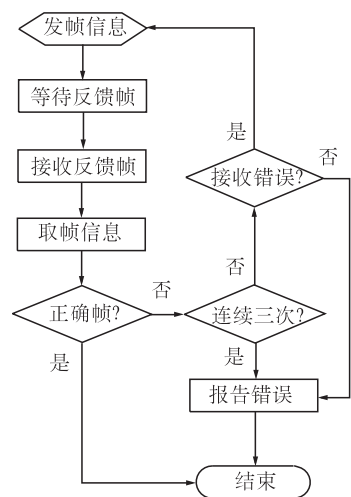 发帧信息
等待反馈帧
是
否
接收反馈帧
接收错误?
取帧信息
否
否
正确帧?
连续三次?
是
是
报告错误
结束